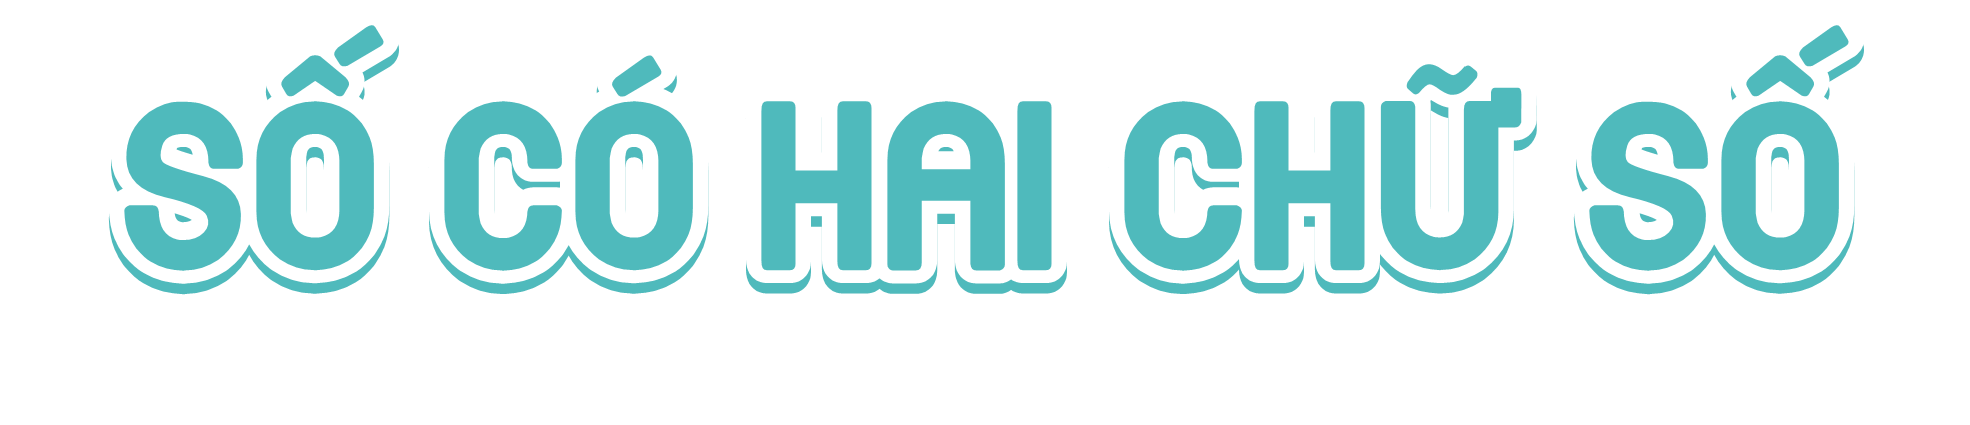 SỐ CÓ HAI CHỮ SỐ